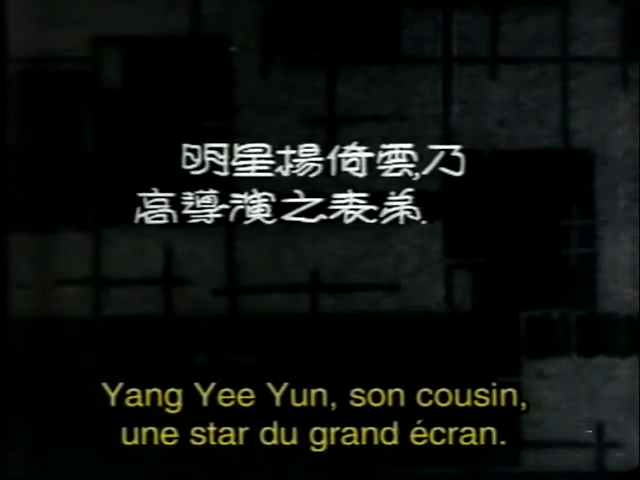 明星揚倚雲,乃
高導演之表弟.
Yang Yee Yun, son cousin,
une star du grand écran.